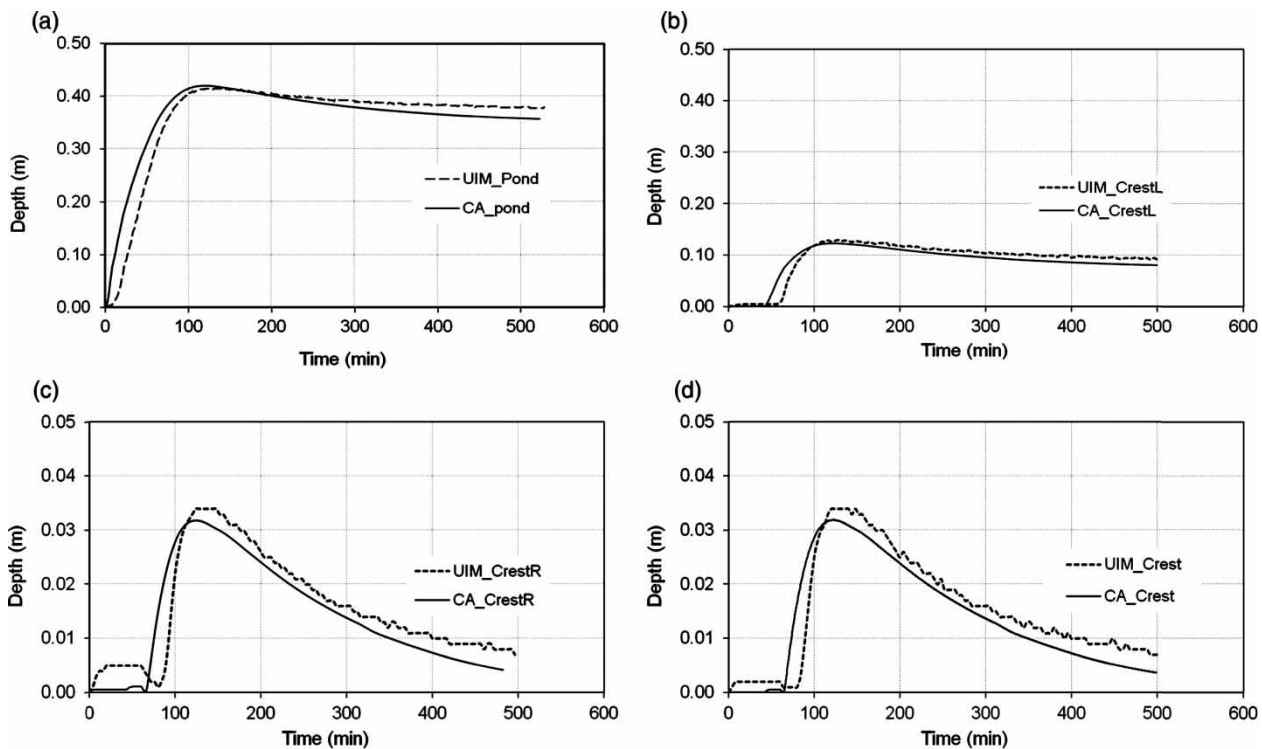 (a)
0.50
0.40
0.30
0.20
0.10
0.00
Depth (m)
UIM_Pond
CA_pond
0 100 200 300 400 500 600
Time (min)
(b)
0.50
0.40
0.30
0.20
0.10
0.00
Depth (m)
UIM_CrestL
CA_CrestL
0 100 200 300 400 500 600
Time (min)
(c)
0.05
0.04
0.03
0.02
0.01
0.00
Depth (m)
UIM_CrestR
CA_CrestR
0 100 200 300 400 500 600
Time (min)
(d)
0.05
0.04
0.03
0.02
0.01
0.00
Depth (m)
UIM_Crest
CA_Crest
0 100 200 300 400 500 600
Time (min)